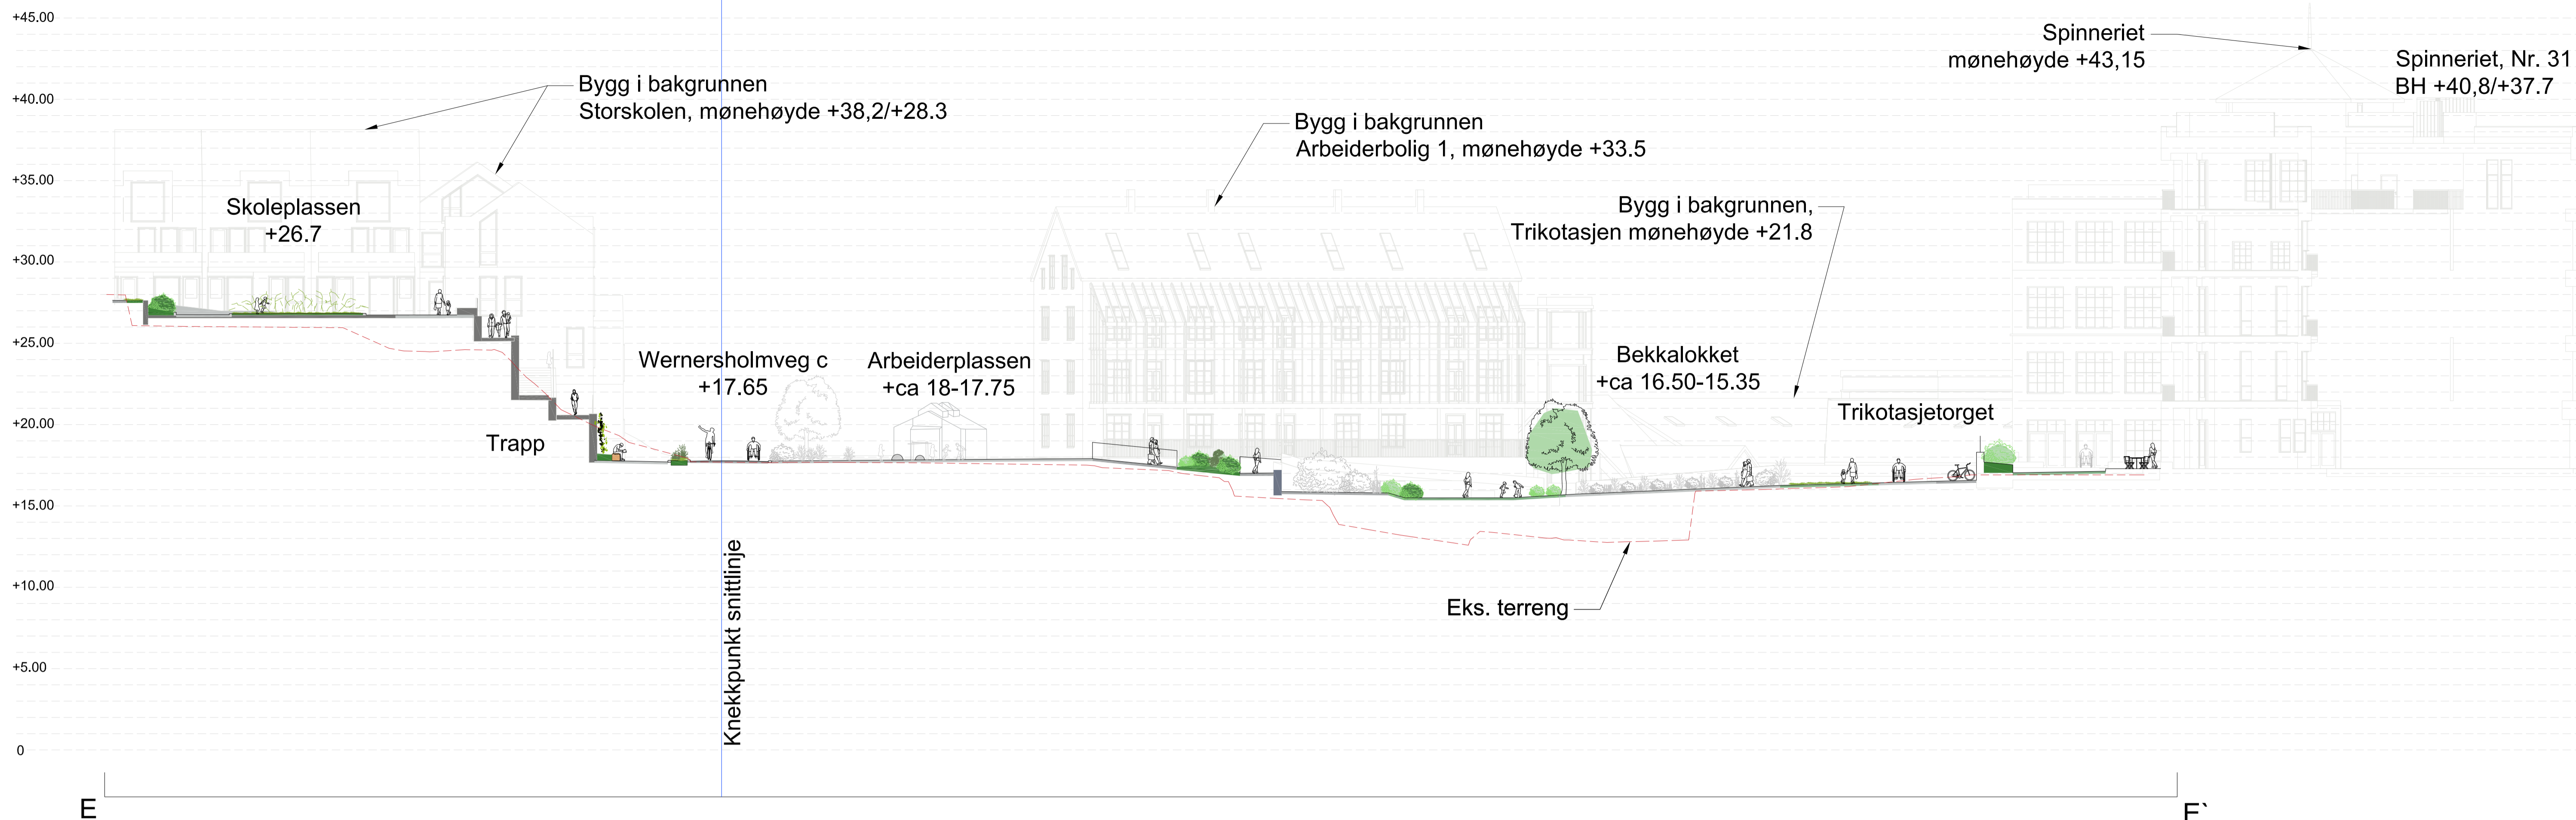 +45.00
+40.00
+35.00
+30.00
+25.00
+20.00
+15.00
+10.00
+5.00
0
Bygg i bakgrunnen
Storskolen, mønehøyde +38,2/+28.3
Skoleplassen
+26.7
Trapp
Wernersholmveg c
+17.65
Arbeiderplassen
+ca 18-17.75
Knekkpunkt snittlinje
Bygg i bakgrunnen
Arbeiderbolig 1, mønehøyde +33.5
Bygg i bakgrunnen,
Trikotasjen mønehøyde +21.8
Bekkalokket
+ca 16.50-15.35
Trikotasjetorget
Eks. terreng
Spinneriet
mønehøyde +43,15
Spinneriet, Nr. 31
BH +40,8/+37.7
E